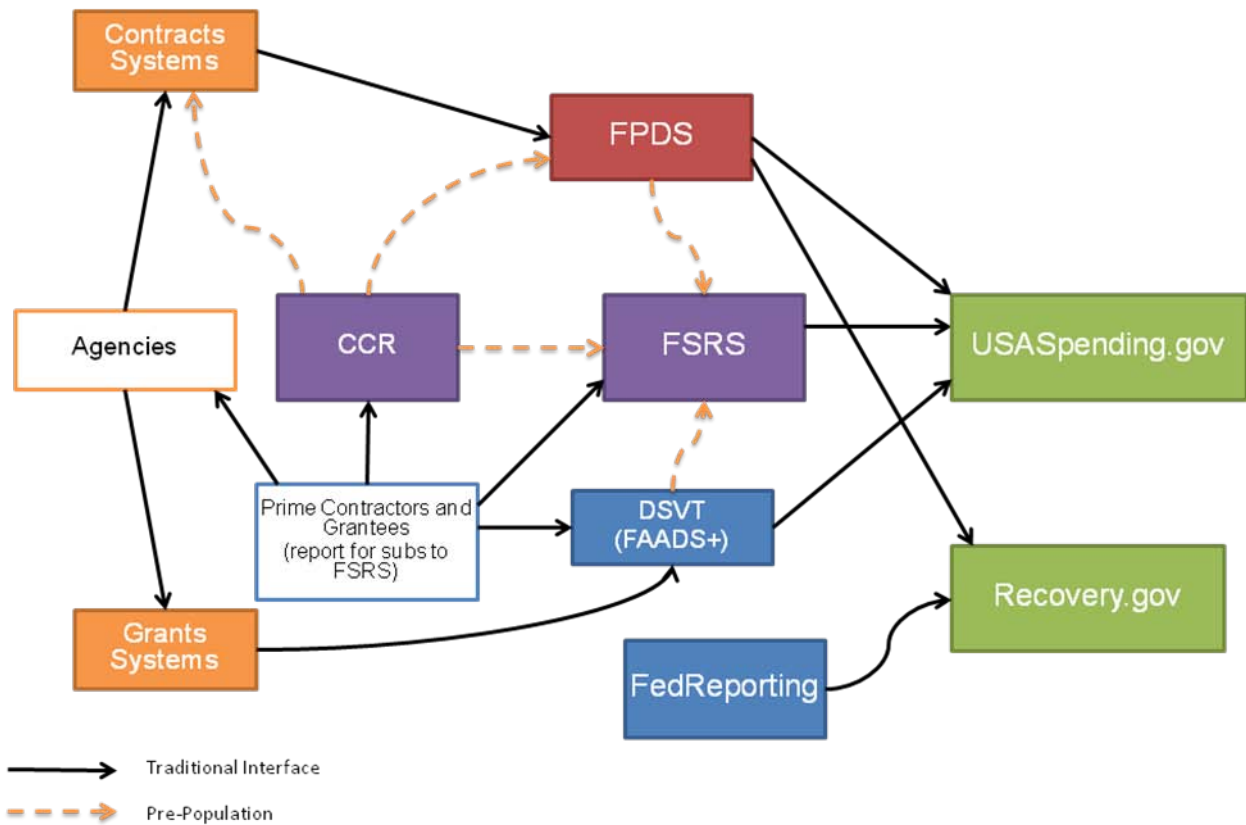 Contracts
Systems
FPDS
Agencies
CCR
FSRS
USASpending.gov
Prime Contractors and
Grantees
(report for subs to
FSRS)
DSVT
(FAADS+)
Recovery.gov
Grants
Systems
FedReporting
Traditional Interface
Pre-Population